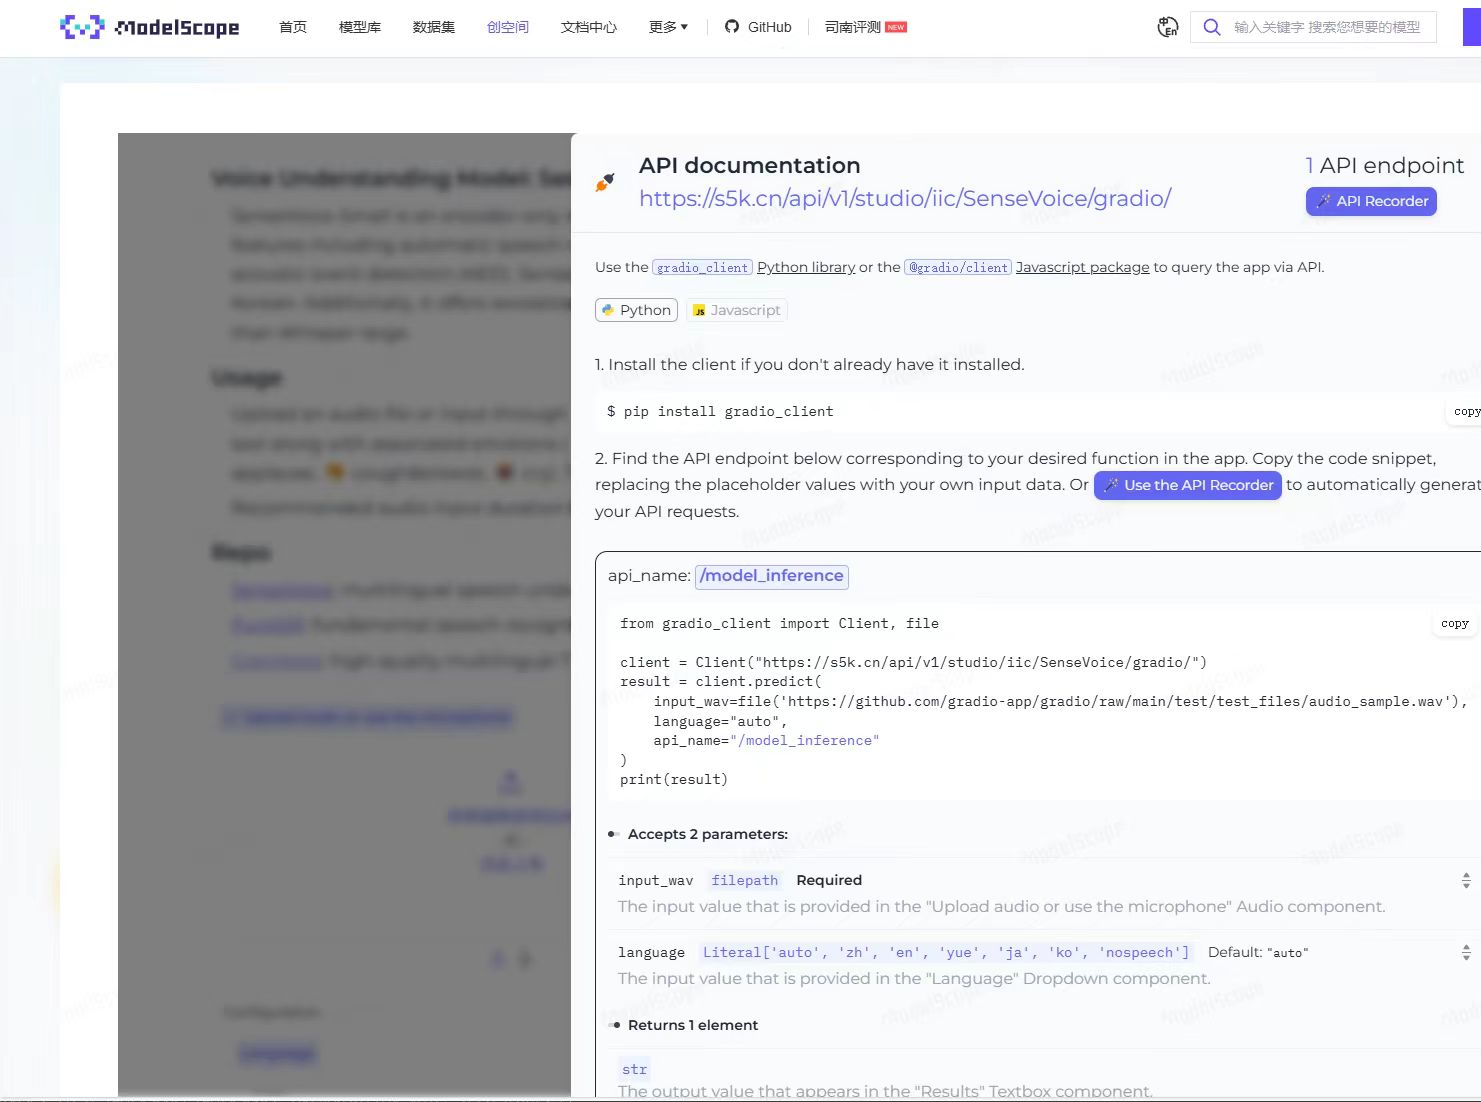 ModelScope
首页 模型库 数据集 创空间 文档中心 更多 GitHub 司南评测 NEW
中 En
输入关键字 搜索您想要的模型
API documentation
https://s5k.cn/api/v1/studio/iic/SenseVoice/gradio/
1 API endpoint
API Recorder
Use the gradio_client Python library or the @gradio/client Javascript package to query the app via API.
Python JS Javascript
1. Install the client if you don't already have it installed.
$ pip install gradio_client
copy
2. Find the API endpoint below corresponding to your desired function in the app. Copy the code snippet,
replacing the placeholder values with your own input data. Or Use the API Recorder to automatically generat
your API requests.
api_name: /model_inference
from gradio_client import Client, file
copy
client = Client("https://s5k.cn/api/v1/studio/iic/SenseVoice/gradio/")
result = client.predict(
input_wav=file('https://github.com/gradio-app/gradio/raw/main/test/test_files/audio_sample.wav'),
language="auto",
api_name="/model_inference"
)
print(result)
Accepts 2 parameters:
input_wav filepath Required
The input value that is provided in the "Upload audio or use the microphone" Audio component.
language Literal['auto', 'zh', 'en', 'yue', 'ja', 'ko', 'nospeech'] Default: "auto"
The input value that is provided in the "Language" Dropdown component.
Returns 1 element
str
The output value that appears in the "Results" Textbox component.
Voice Understanding Model:
Usage
Repo